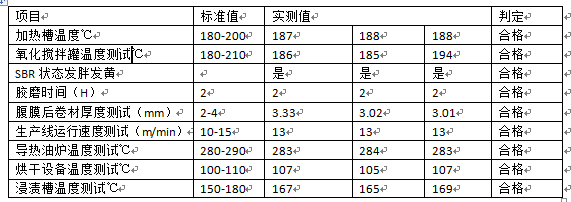 项目 标准值 实测值 判定
加热槽温度℃ 180-200 187 188 188 合格
氧化搅拌罐温度测试℃ 180-210 186 185 194 合格
SBR 状态发胖发黄 是 是 是 合格
胶磨时间（H） 2 2 2 2 合格
腹膜后卷材厚度测试（mm） 2-4 3.33 3.02 3.01 合格
生产线运行速度测试（m/min） 10-15 13 13 13 合格
导热油炉温度测试℃ 280-290 283 284 283 合格
烘干设备温度测试℃ 100-110 107 105 107 合格
浸渍槽温度测试℃ 150-180 167 165 169 合格